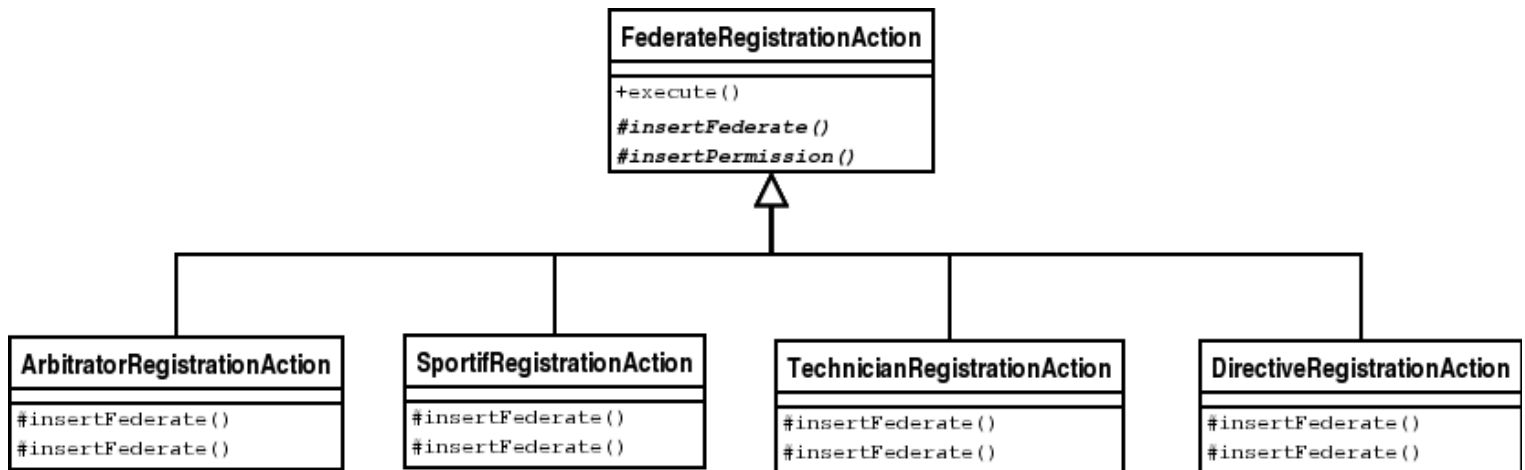 FederateRegistrationAction
+execute()
#insertFederate()
#insertPermission()
ArbitratorRegistrationAction
#insertFederate()
#insertFederate()
SportifRegistrationAction
#insertFederate()
#insertFederate()
TechnicianRegistrationAction
#insertFederate()
#insertFederate()
DirectiveRegistrationAction
#insertFederate()
#insertFederate()